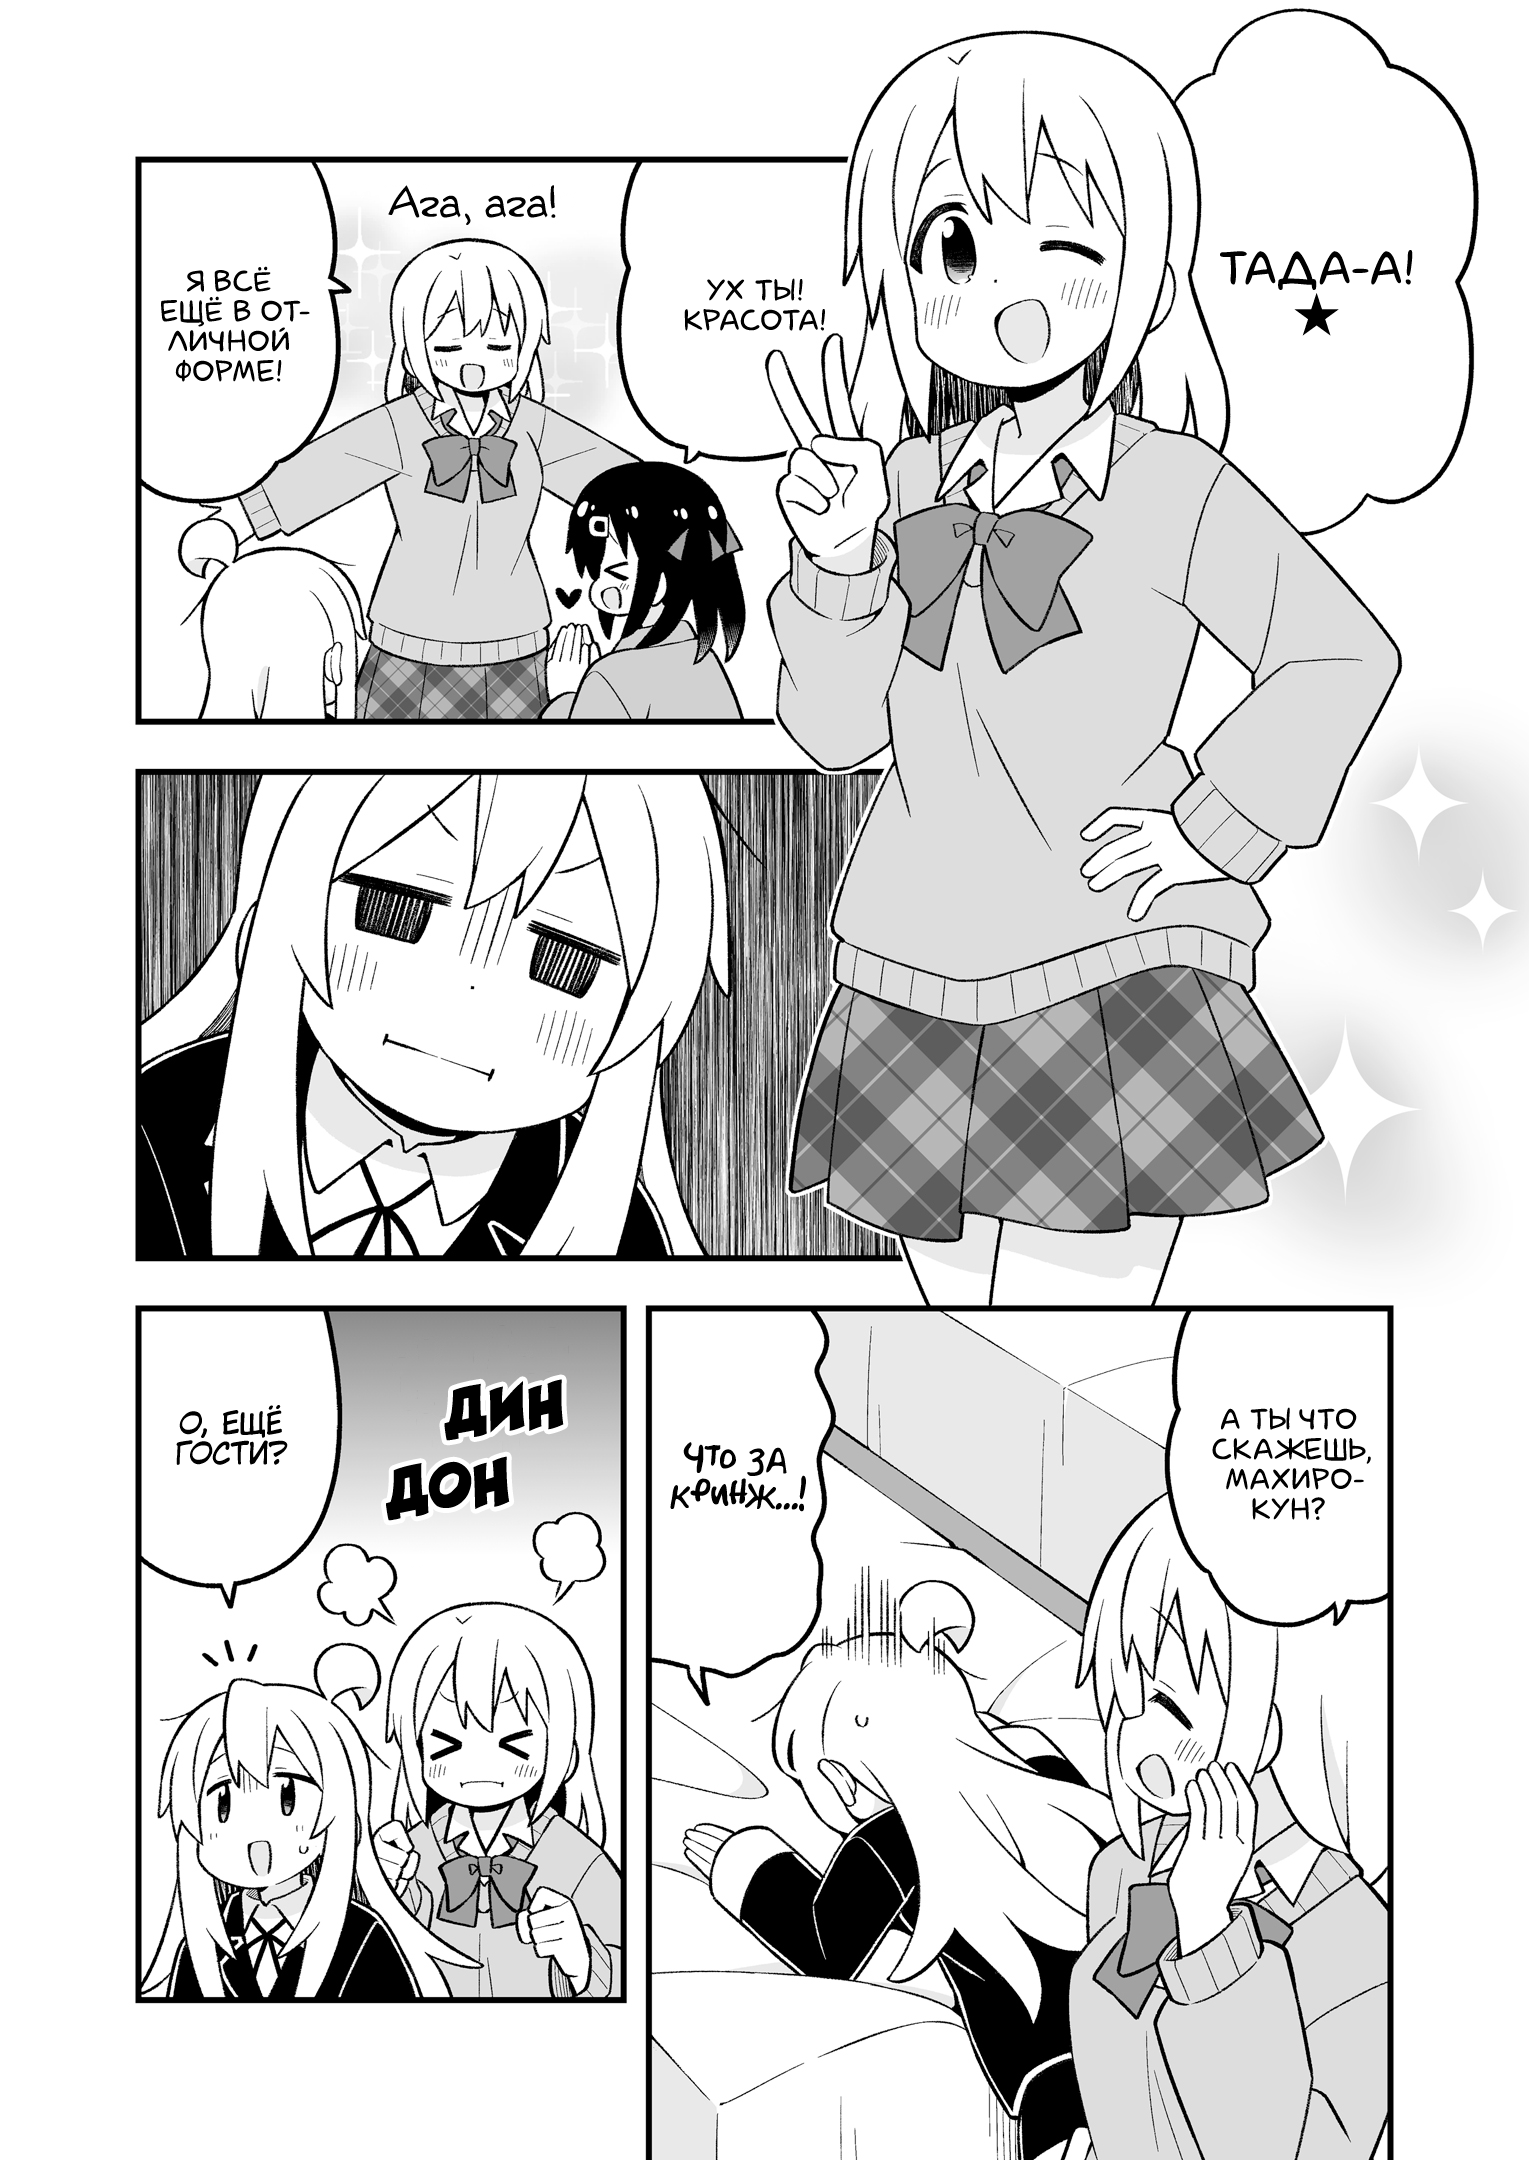 ТАДА-А!
★
УХ ТЫ!
КРАСОТА!
Ага, ага!
Я ВСЁ
ЕЩЁ В ОТ-
ЛИЧНОЙ
ФОРМЕ!
А ТЫ ЧТО
СКАЖЕШЬ,
МАХИРО-
КУН?
ЧТО ЗА
КРИНЖ...!
ДИН
ДОН
О, ЕЩЁ
ГОСТИ?